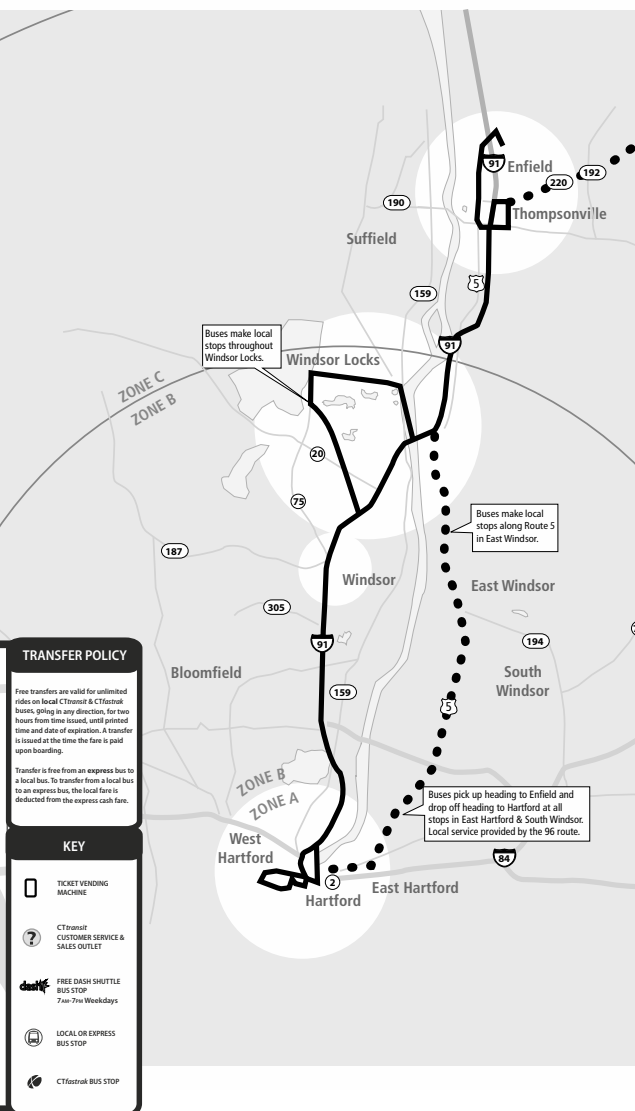 91
Enfield
220
192
190
Thompsonville
Suffield
5
159
91
Buses make local
stops throughout
Windsor Locks.
Windsor Locks
ZONE C
ZONE B
20
75
Buses make local
stops along Route 5
in East Windsor.
187
Windsor
East Windsor
305
91
194
Bloomfield
South
Windsor
159
5
ZONE B
ZONE A
Buses pick up heading to Enfield and
drop off heading to Hartford at all
stops in East Hartford & South Windsor.
Local service provided by the 96 route.
West
Hartford
84
2
East Hartford
Hartford
TRANSFER POLICY
Free transfers are valid for unlimited
rides on local CTtransit & CTfastrak
buses, going in any direction, for two
hours from time issued, until printed
time and date of expiration. A transfer
is issued at the time the fare is paid
upon boarding.
Transfer is free from an express bus to
a local bus. To transfer from a local bus
to an express bus, the local fare is
deducted from the express cash fare.
KEY
TICKET VENDING
MACHINE
?
CTtransit
CUSTOMER SERVICE &
SALES OUTLET
dash
FREE DASH SHUTTLE
BUS STOP
7AM-7PM Weekdays
LOCAL OR EXPRESS
BUS STOP
CTfastrak BUS STOP